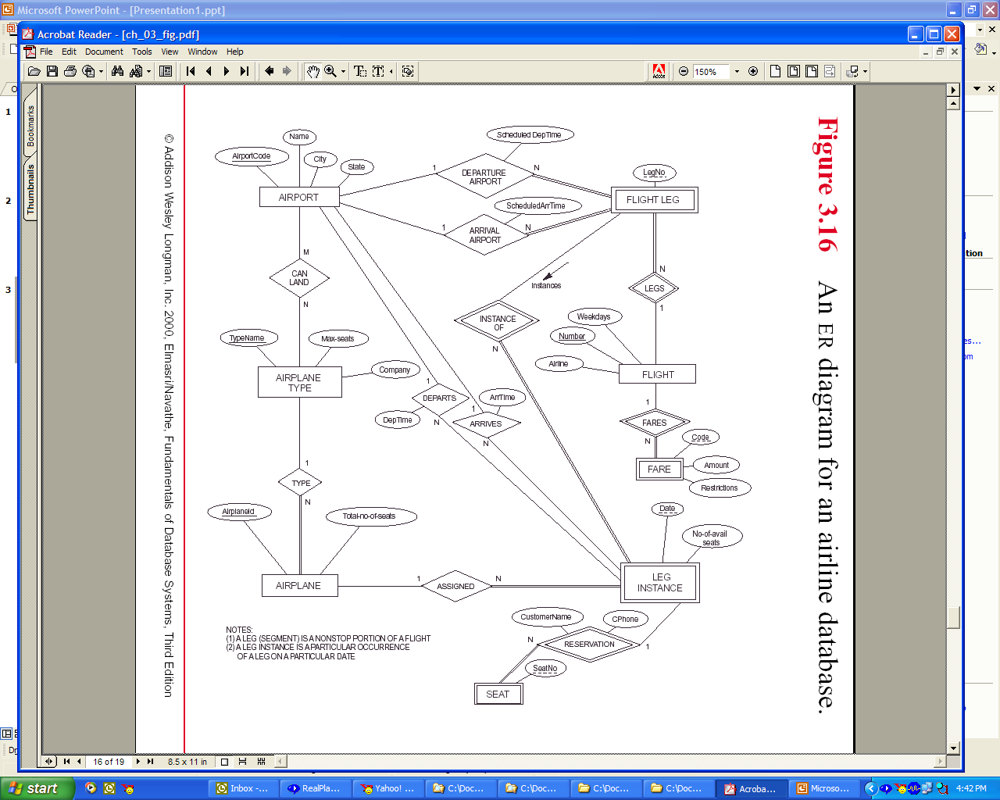 Microsoft PowerPoint - [Presentation1.ppt]
Acrobat Reader - [ch_03_fig.pdf]
File Edit Document Tools View Window Help
Adobe
150%
Bookmarks
Thumbnails
1
2
3
tion
es...
om
Figure 3.16 An ER diagram for an airline database.
© Addison Wesley Longman, Inc. 2000, Elmasri/Navathe, Fundamentals of Database Systems, Third Edition
Name
AirportCode
City
State
AIRPORT
Scheduled DepTime
1
DEPARTURE
AIRPORT
N
ScheduledArrTime
1
ARRIVAL
AIRPORT
N
LegNo
FLIGHT LEG
M
CAN
LAND
N
Instances
INSTANCE
OF
N
N
LEGS
1
Weekdays
Number
Airline
FLIGHT
TypeName
Max-seats
Company
AIRPLANE
TYPE
1
DEPARTS
DepTime
N
ArrTime
1
ARRIVES
N
1
FARES
N
Code
FARE
Amount
Restrictions
1
TYPE
N
AirplaneId
Total-no-of-seats
AIRPLANE
1
ASSIGNED
N
Date
No-of-avail
seats
LEG
INSTANCE
CustomerName
CPhone
N
RESERVATION
1
SeatNo
SEAT
NOTES:
(1) A LEG (SEGMENT) IS A NONSTOP PORTION OF A FLIGHT
(2) A LEG INSTANCE IS A PARTICULAR OCCURRENCE
OF A LEG ON A PARTICULAR DATE
16 of 19
8.5 x 11 in
start
Inbox -...
RealPla...
Yahoo! ...
C:\Doc...
C:\Doc...
C:\Doc...
C:\Doc...
Acroba...
Microso...
4:42 PM